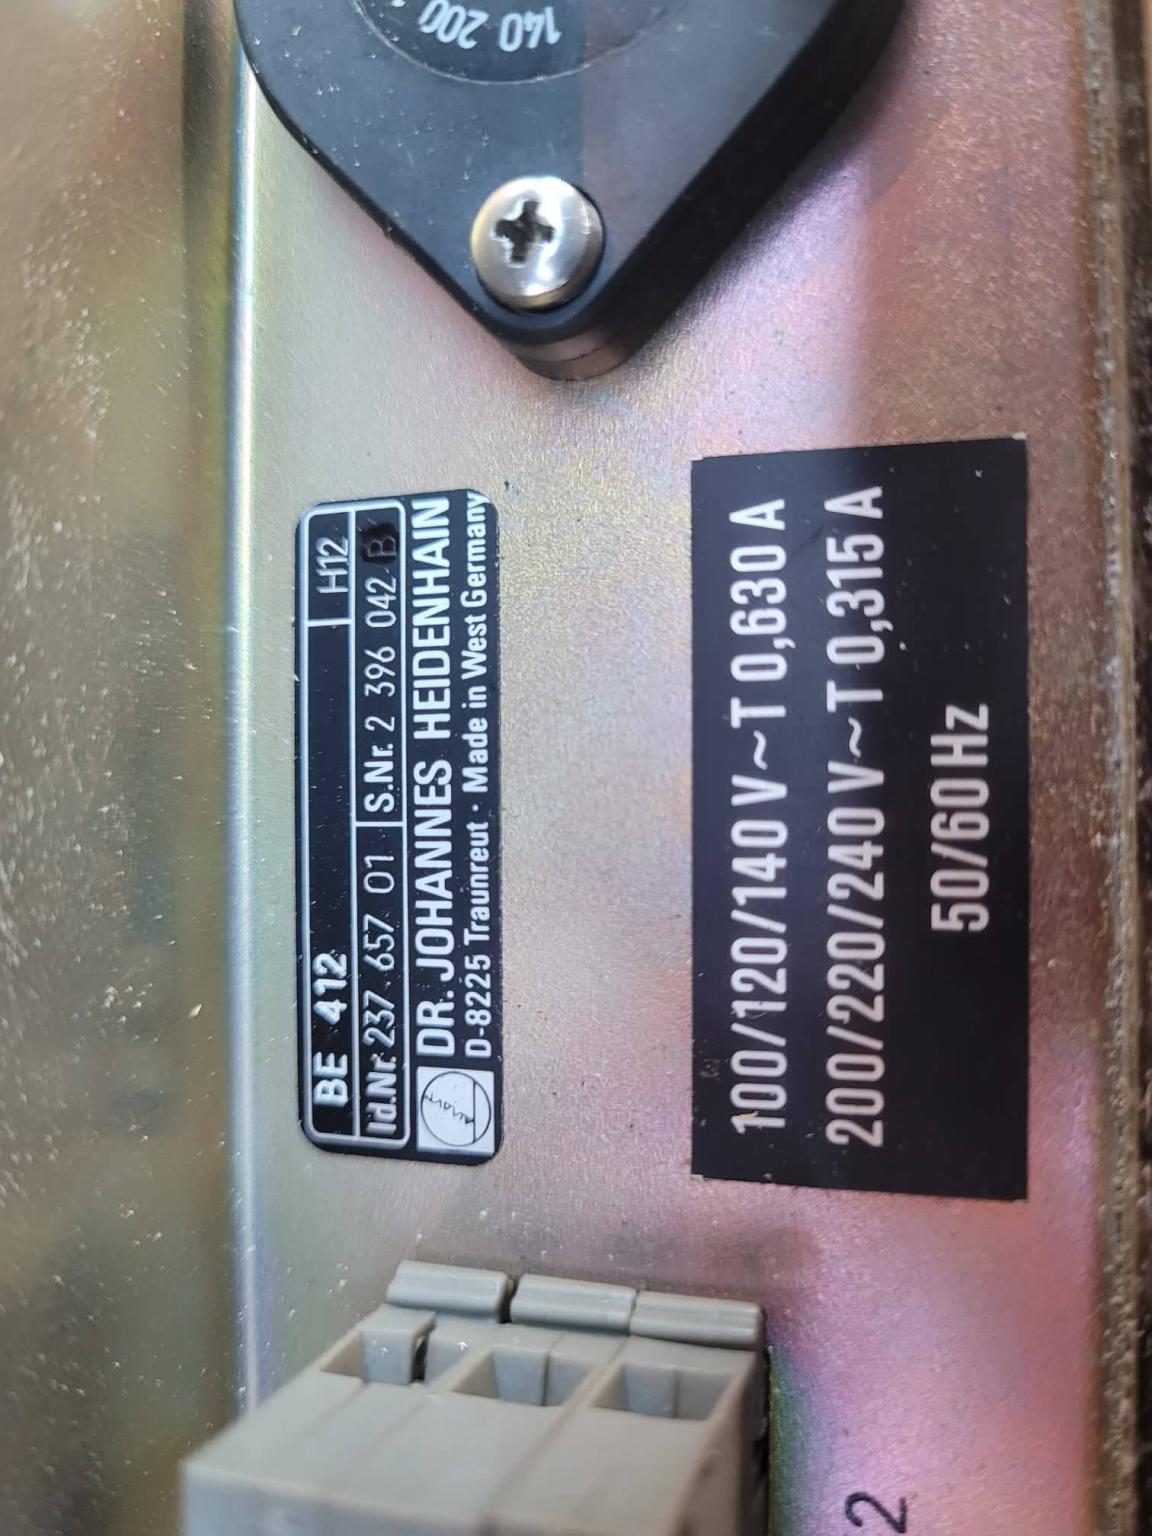 140 200
BE 412 H12
Id.Nr. 237 657 01 S.Nr. 2 396 042 B
DR. JOHANNES HEIDENHAIN
D-8225 Traunreut · Made in West Germany
100/120/140 V~T 0,630 A
200/220/240 V~T 0,315 A
50/60 Hz
2